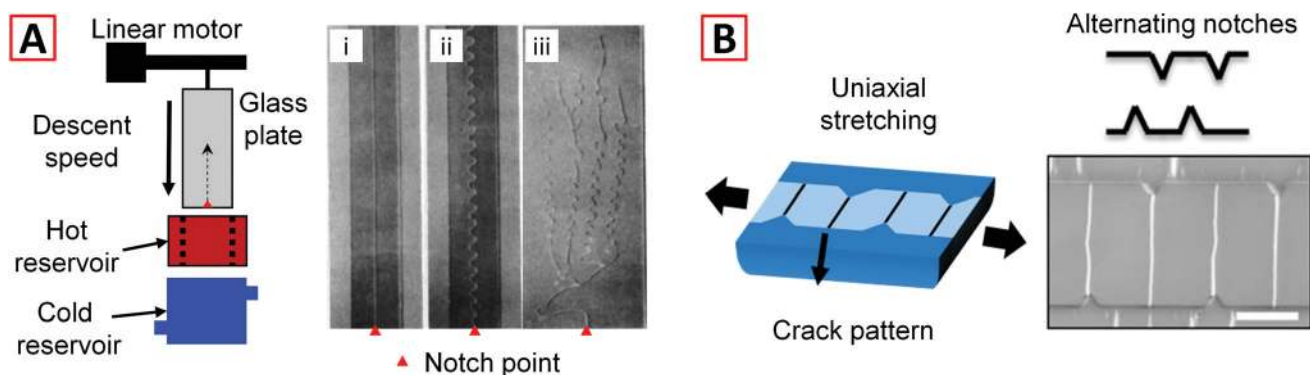 A
Linear motor
Descent
speed
Glass
plate
Hot
reservoir
Cold
reservoir
i
ii
iii
Notch point
B
Uniaxial
stretching
Crack pattern
Alternating notches